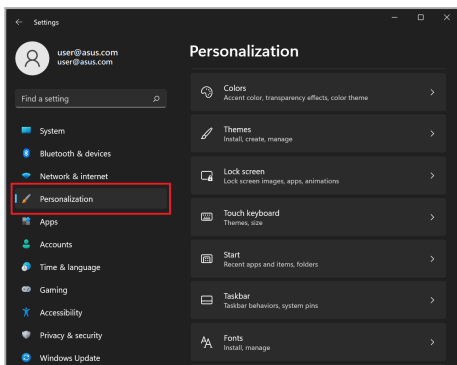 Settings
user@asus.com
user@asus.com
Find a setting
System
Bluetooth & devices
Network & internet
Personalization
Apps
Accounts
Time & language
Gaming
Accessibility
Privacy & security
Windows Update
Personalization
Colors
Accent color, transparency effects, color theme
Themes
Install, create, manage
Lock screen
Lock screen images, apps, animations
Touch keyboard
Themes, size
Start
Recent apps and items, folders
Taskbar
Taskbar behaviors, system pins
Fonts
Install, manage